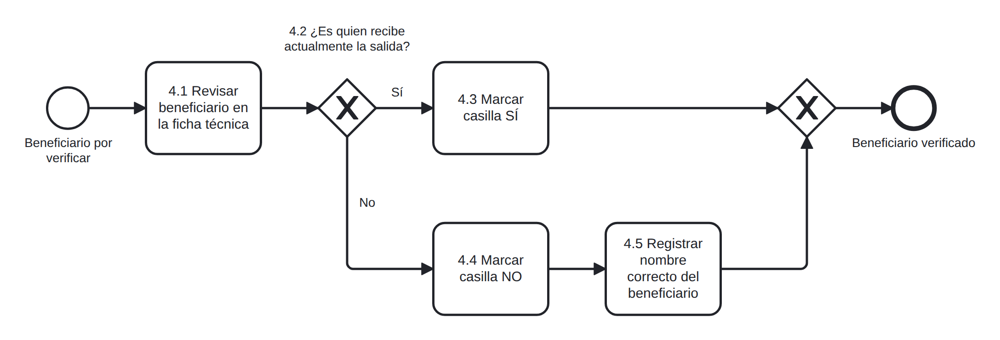 4.2 ¿Es quien recibe
actualmente la salida?
Beneficiario por
verificar
4.1 Revisar
beneficiario en
la ficha técnica
Sí
4.3 Marcar
casilla SÍ
No
4.4 Marcar
casilla NO
4.5 Registrar
nombre
correcto del
beneficiario
Beneficiario verificado